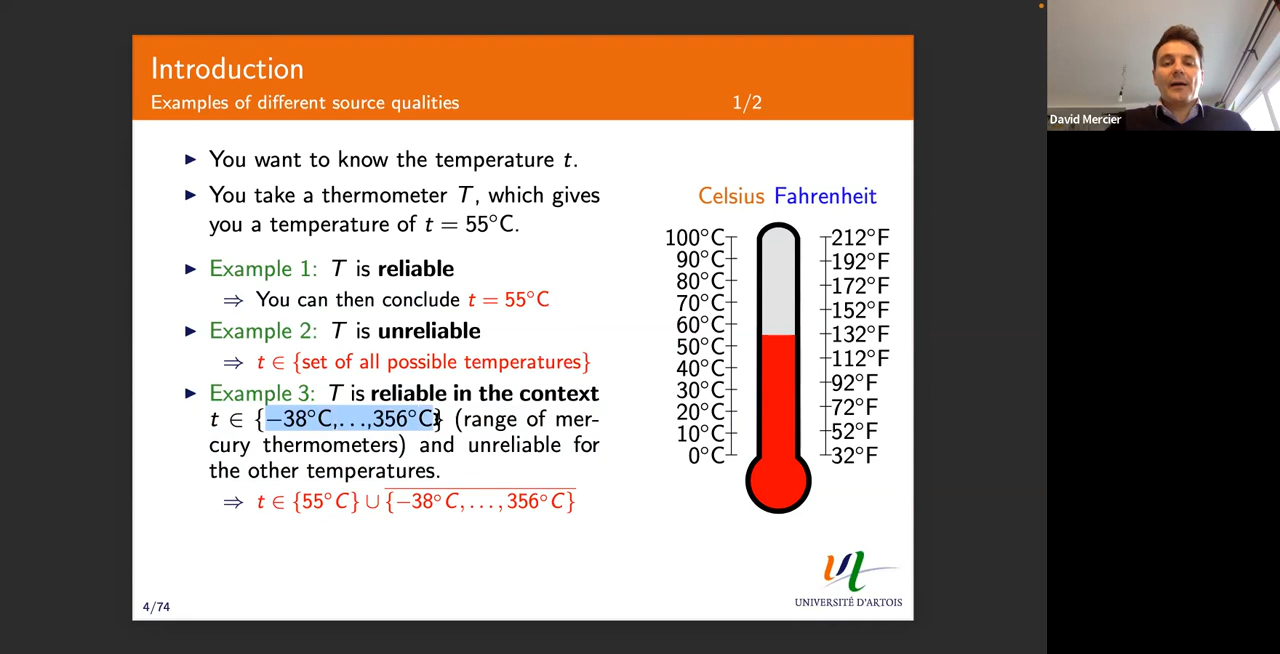 Introduction
Examples of different source qualities 1/2
▶ You want to know the temperature t.
▶ You take a thermometer T, which gives
you a temperature of t = 55°C.
▶ Example 1: T is reliable
⇒ You can then conclude t = 55°C
▶ Example 2: T is unreliable
⇒ t ∈ {set of all possible temperatures}
▶ Example 3: T is reliable in the context
t ∈ {−38°C,...,356°C} (range of mer-
cury thermometers) and unreliable for
the other temperatures.
⇒ t ∈ {55°C} ∪ {−38°C, . . . , 356°C}
Celsius Fahrenheit
100°C 212°F
90°C 192°F
80°C 172°F
70°C 152°F
60°C 132°F
50°C 112°F
40°C 92°F
30°C 72°F
20°C 52°F
10°C 32°F
0°C
UNIVERSITÉ D'ARTOIS
4/74
David Mercier